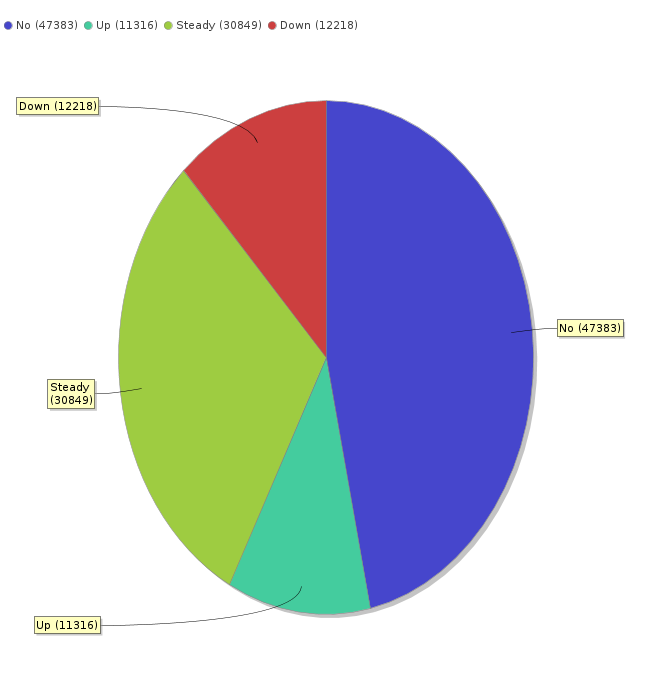 No (47383) Up (11316) Steady (30849) Down (12218)
Down (12218)
No (47383)
Steady
(30849)
Up (11316)